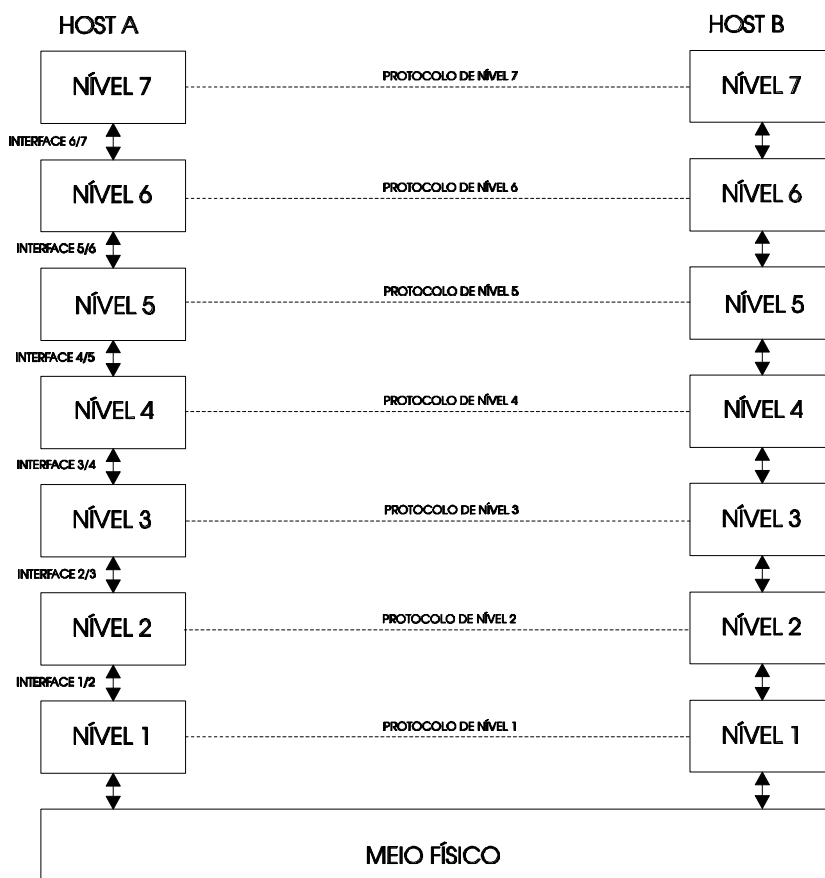 HOST A
HOST B
NÍVEL 7
PROTOCOLO DE NÍVEL 7
NÍVEL 7
INTERFACE 6/7
NÍVEL 6
PROTOCOLO DE NÍVEL 6
NÍVEL 6
INTERFACE 5/6
NÍVEL 5
PROTOCOLO DE NÍVEL 5
NÍVEL 5
INTERFACE 4/5
NÍVEL 4
PROTOCOLO DE NÍVEL 4
NÍVEL 4
INTERFACE 3/4
NÍVEL 3
PROTOCOLO DE NÍVEL 3
NÍVEL 3
INTERFACE 2/3
NÍVEL 2
PROTOCOLO DE NÍVEL 2
NÍVEL 2
INTERFACE 1/2
NÍVEL 1
PROTOCOLO DE NÍVEL 1
NÍVEL 1
MEIO FÍSICO